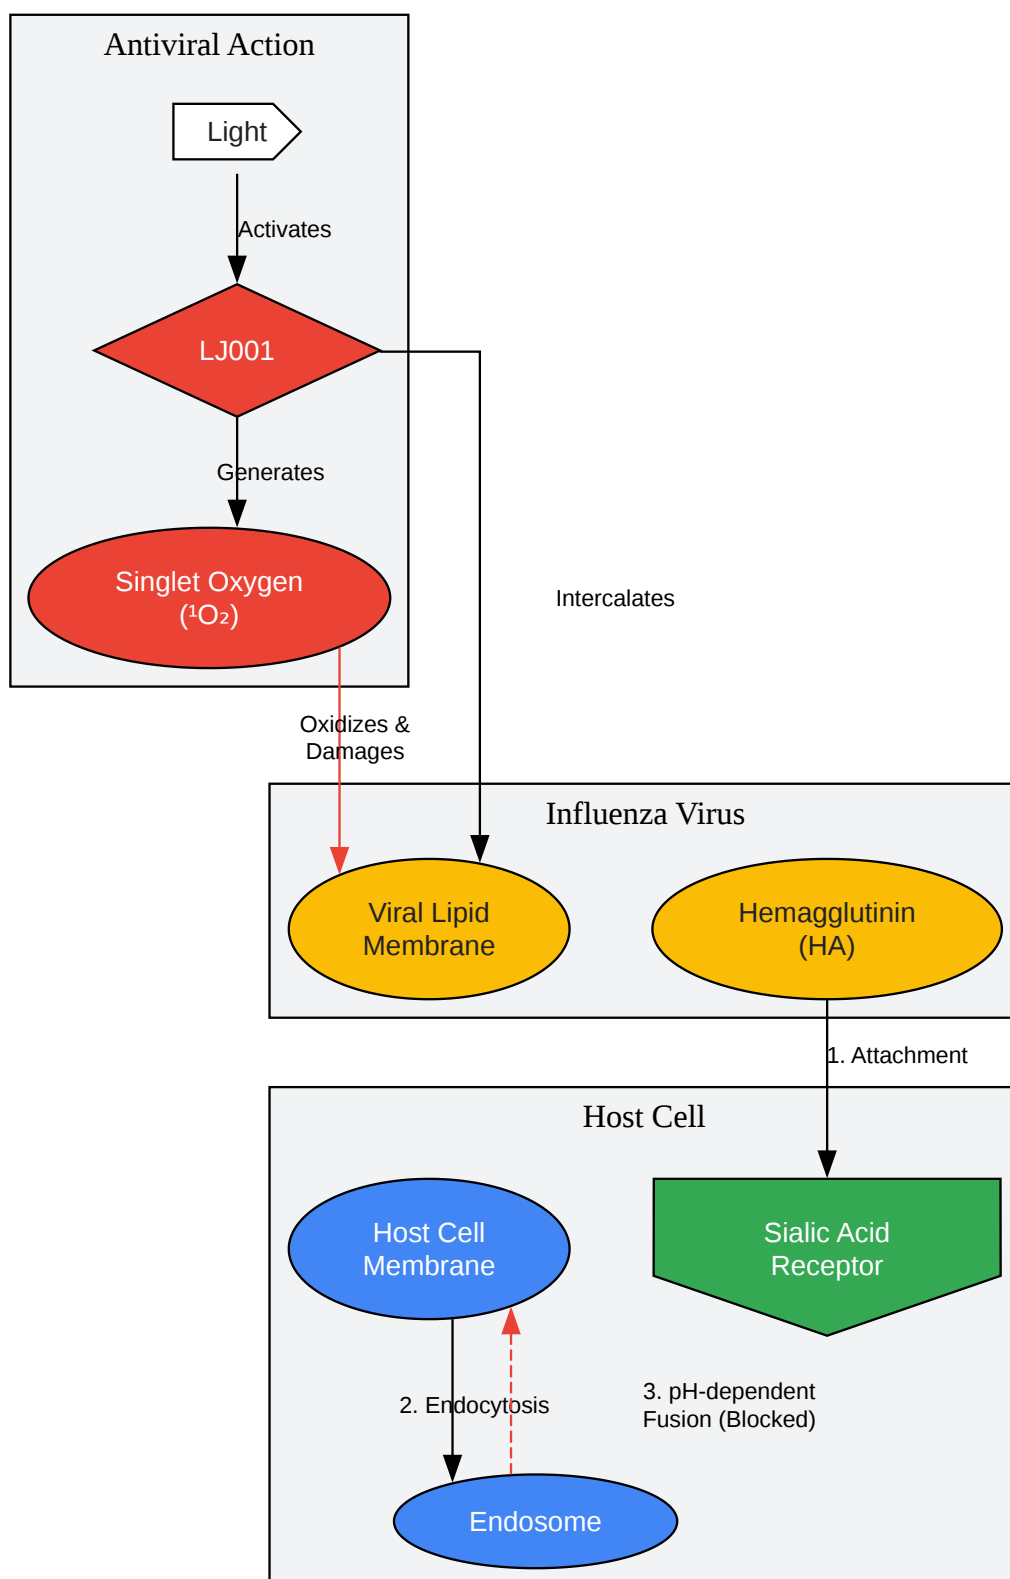 Antiviral Action
Light
Activates
LJ001
Generates
Singlet Oxygen
(¹O₂)
Intercalates
Oxidizes &
Damages
Influenza Virus
Viral Lipid
Membrane
Hemagglutinin
(HA)
1. Attachment
Host Cell
Host Cell
Membrane
Sialic Acid
Receptor
2. Endocytosis
3. pH-dependent
Fusion (Blocked)
Endosome